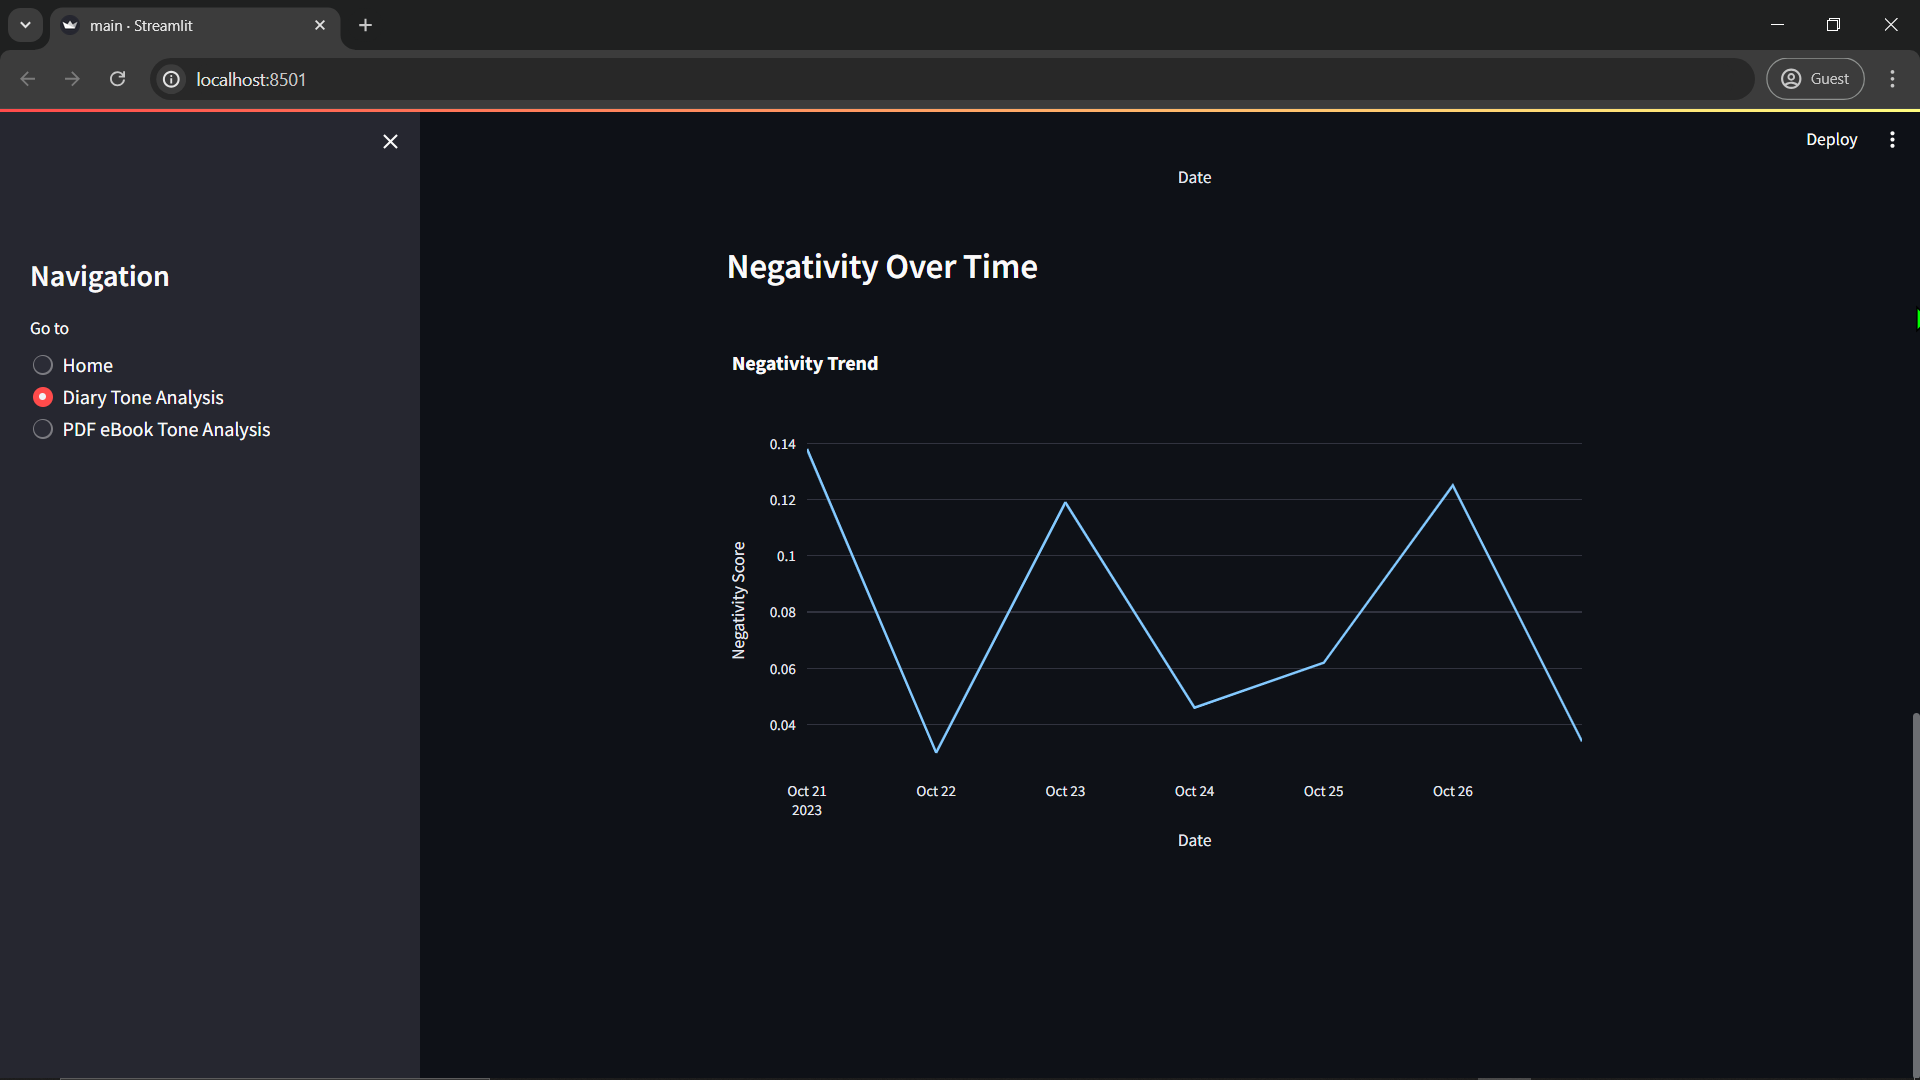 main · Streamlit
localhost:8501
Guest
Deploy
Navigation
Go to
Home
Diary Tone Analysis
PDF eBook Tone Analysis
Date
Negativity Over Time
Negativity Trend
Negativity Score
0.14
0.12
0.1
0.08
0.06
0.04
Oct 21 Oct 22 Oct 23 Oct 24 Oct 25 Oct 26
2023
Date